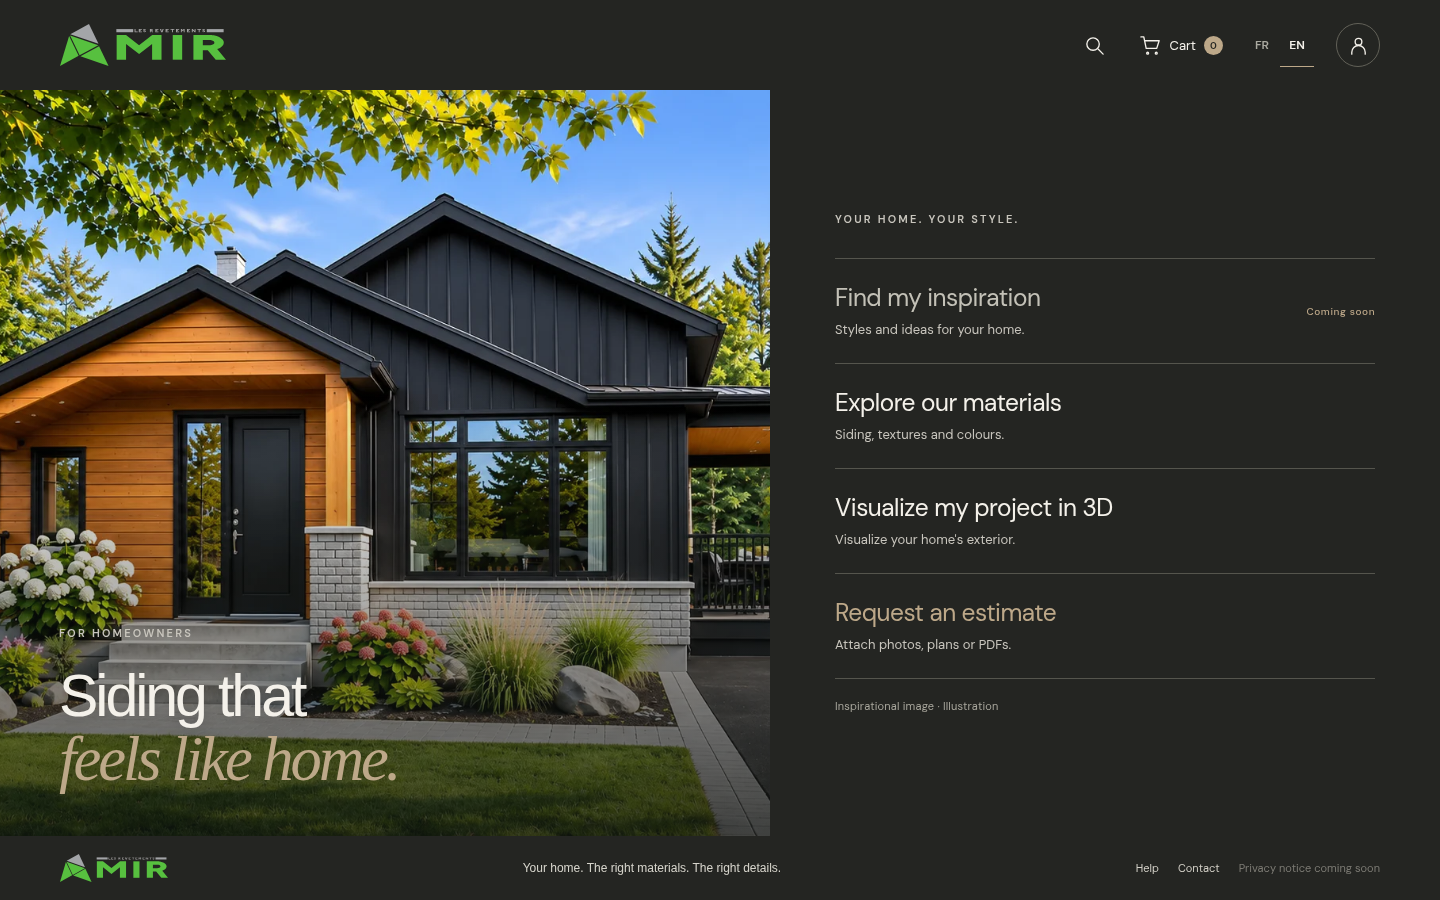 LES REVÊTEMENTS
MIR
Cart 0
FR EN
YOUR HOME. YOUR STYLE.
Find my inspiration
Styles and ideas for your home.
Coming soon
Explore our materials
Siding, textures and colours.
Visualize my project in 3D
Visualize your home's exterior.
Request an estimate
Attach photos, plans or PDFs.
Inspirational image · Illustration
FOR HOMEOWNERS
Siding that
feels like home.
LES REVÊTEMENTS
MIR
Your home. The right materials. The right details.
Help Contact Privacy notice coming soon